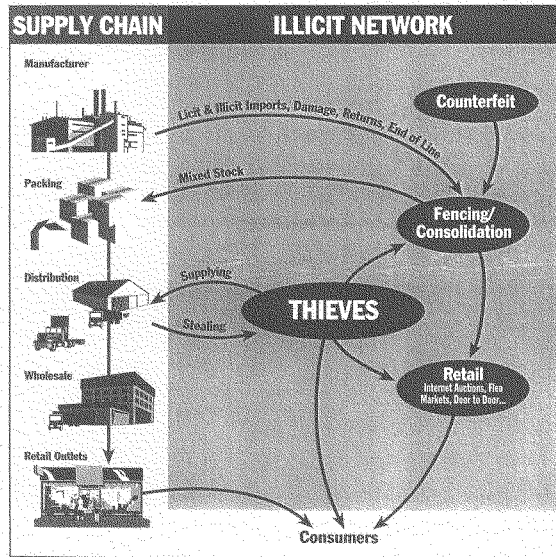 SUPPLY CHAIN
ILLICIT NETWORK
Manufacturer
Licit & Illicit Imports, Damage, Returns, End of Line
Counterfeit
Packing
Mixed Stock
Fencing/
Consolidation
Distribution
Supplying
THIEVES
Stealing
Wholesale
Retail
Internet Auctions, Flea
Markets, Door to Door...
Retail Outlets
Consumers